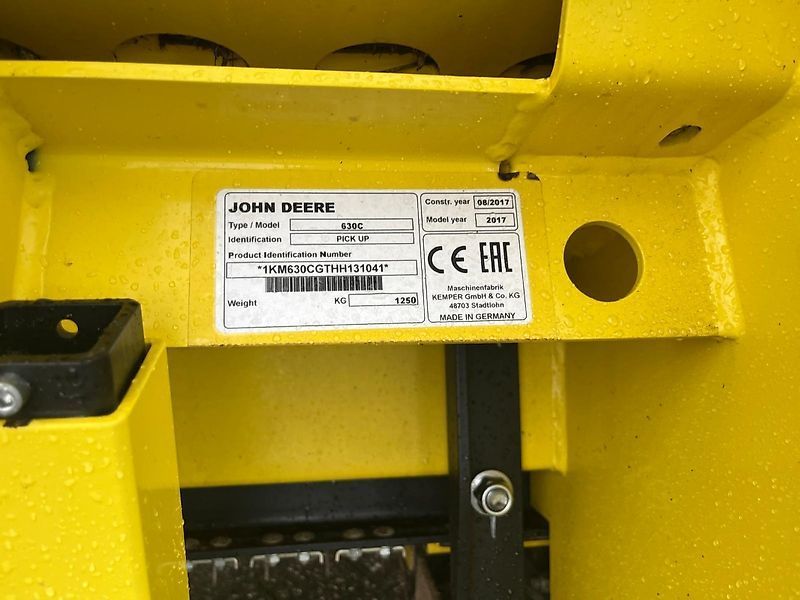 JOHN DEERE
Type / Model 630C
Identification PICK UP
Product Identification Number
*1KM630CGTHH131041*
Weight KG 1250
Constr. year 08/2017
Model year 2017
CE EAC
Maschinenfabrik
KEMPER GmbH & Co. KG
48703 Stadtlohn
MADE IN GERMANY